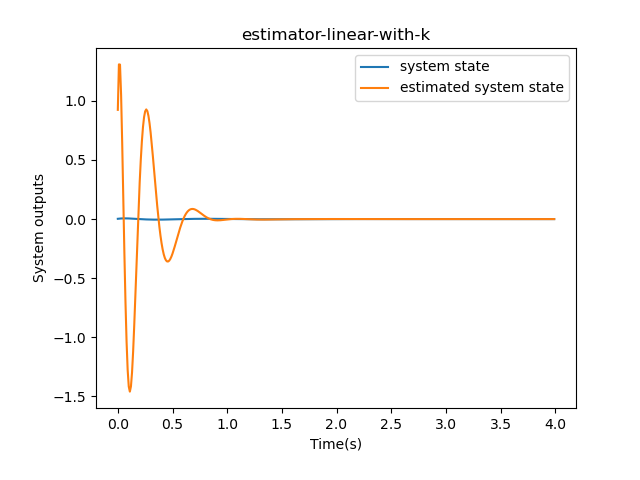 estimator-linear-with-k
system state
estimated system state
1.0
0.5
0.0
−0.5
−1.0
−1.5
System outputs
0.0 0.5 1.0 1.5 2.0 2.5 3.0 3.5 4.0
Time(s)